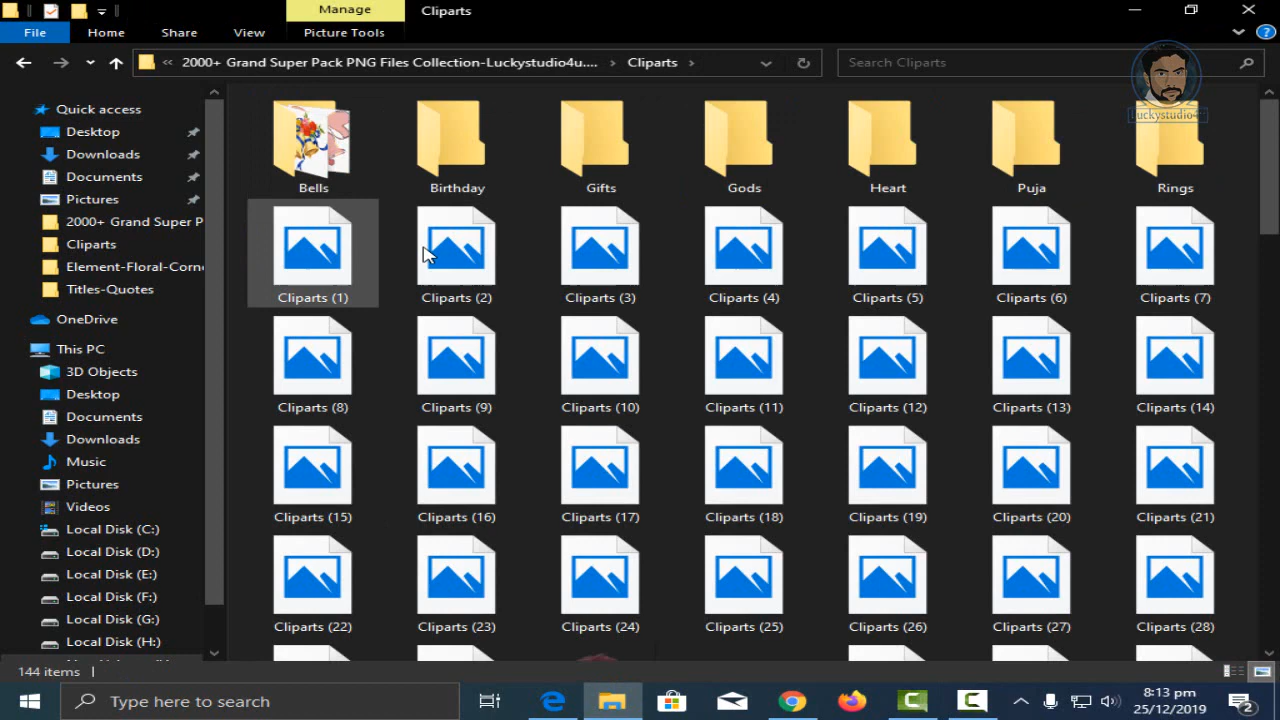 Manage
Cliparts
File
Home
Share
View
Picture Tools
« 2000+ Grand Super Pack PNG Files Collection-Luckystudio4u.... › Cliparts ›
Search Cliparts
Luckystudio4u
Quick access
Desktop
Downloads
Documents
Pictures
2000+ Grand Super P
Cliparts
Element-Floral-Corn
Titles-Quotes
OneDrive
This PC
3D Objects
Desktop
Documents
Downloads
Music
Pictures
Videos
Local Disk (C:)
Local Disk (D:)
Local Disk (E:)
Local Disk (F:)
Local Disk (G:)
Local Disk (H:)
Bells
Birthday
Gifts
Gods
Heart
Puja
Rings
Cliparts (1)
Cliparts (2)
Cliparts (3)
Cliparts (4)
Cliparts (5)
Cliparts (6)
Cliparts (7)
Cliparts (8)
Cliparts (9)
Cliparts (10)
Cliparts (11)
Cliparts (12)
Cliparts (13)
Cliparts (14)
Cliparts (15)
Cliparts (16)
Cliparts (17)
Cliparts (18)
Cliparts (19)
Cliparts (20)
Cliparts (21)
Cliparts (22)
Cliparts (23)
Cliparts (24)
Cliparts (25)
Cliparts (26)
Cliparts (27)
Cliparts (28)
144 items
Type here to search
8:13 pm
25/12/2019
2